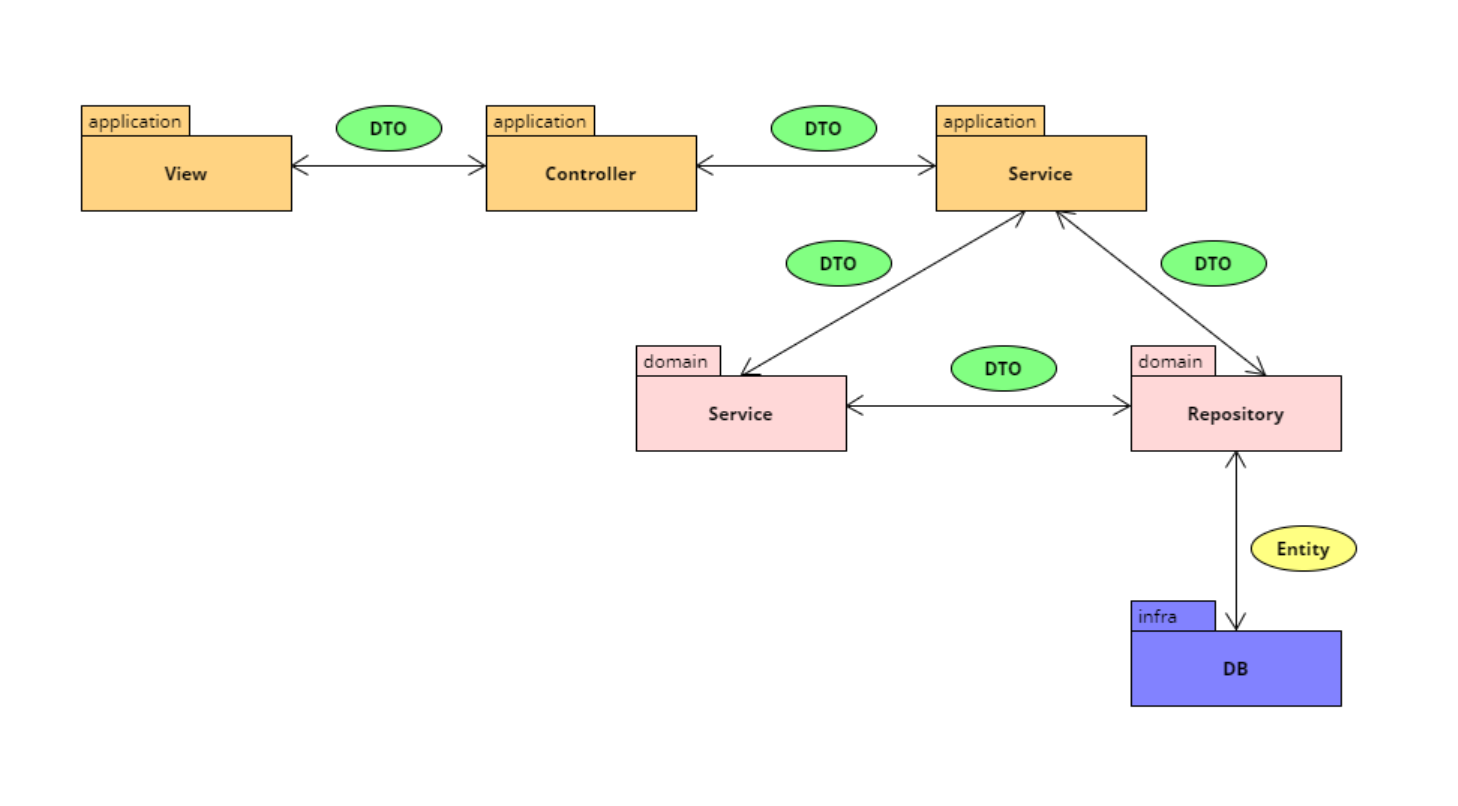 application
DTO
application
DTO
application
View
Controller
Service
DTO
DTO
domain
DTO
domain
Service
Repository
Entity
infra
DB